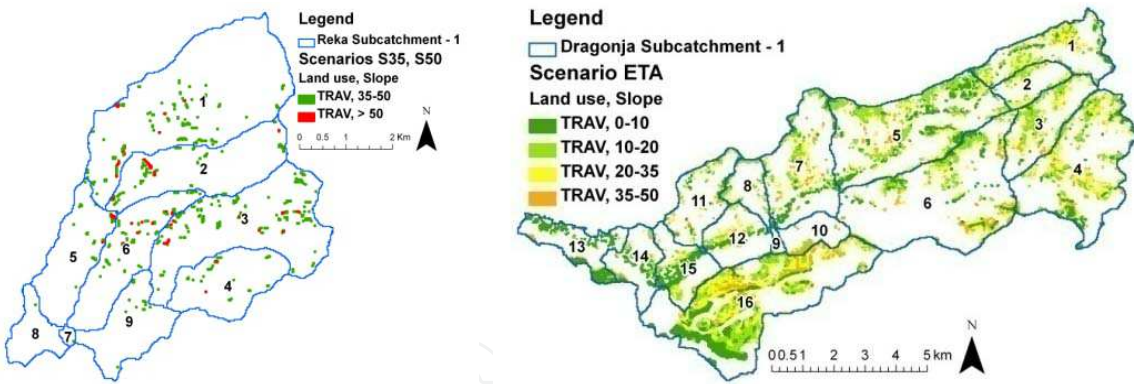 Legend
Reka Subcatchment - 1
Scenarios S35, S50
Land use, Slope
TRAV, 35-50
TRAV, > 50
N
0 0.5 1 2 Km
1
2
3
4
5
6
7
8
9
Legend
Dragonja Subcatchment - 1
Scenario ETA
Land use, Slope
TRAV, 0-10
TRAV, 10-20
TRAV, 20-35
TRAV, 35-50
1
2
3
4
5
6
7
8
9
10
11
12
13
14
15
16
N
0 0.5 1 2 3 4 5 km